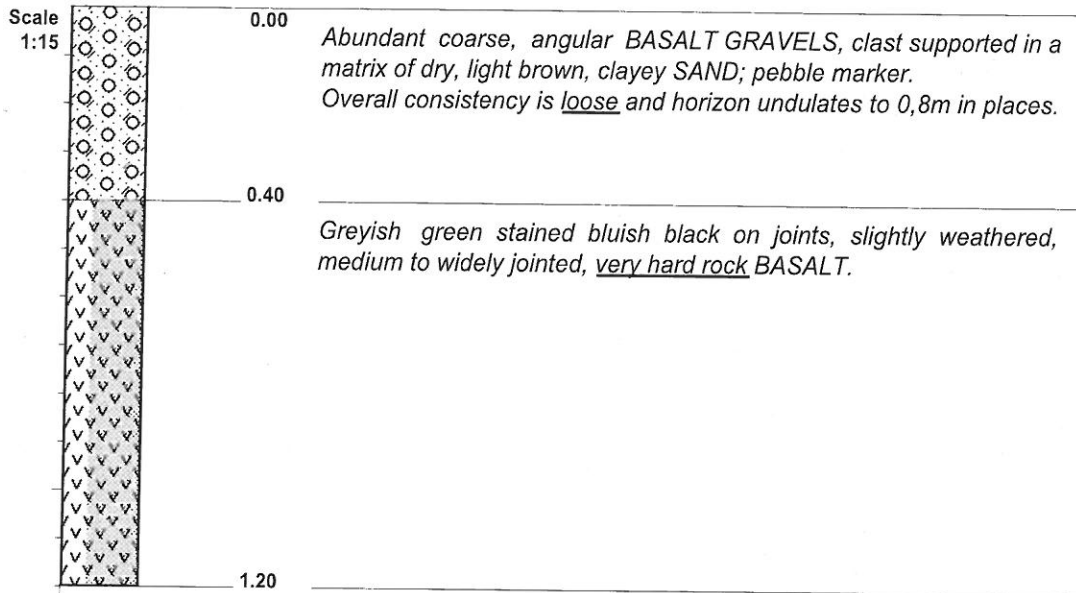 Scale
1:15
0.00
Abundant coarse, angular BASALT GRAVELS, clast supported in a
matrix of dry, light brown, clayey SAND; pebble marker.
Overall consistency is loose and horizon undulates to 0,8m in places.
0.40
Greyish green stained bluish black on joints, slightly weathered,
medium to widely jointed, very hard rock BASALT.
1.20